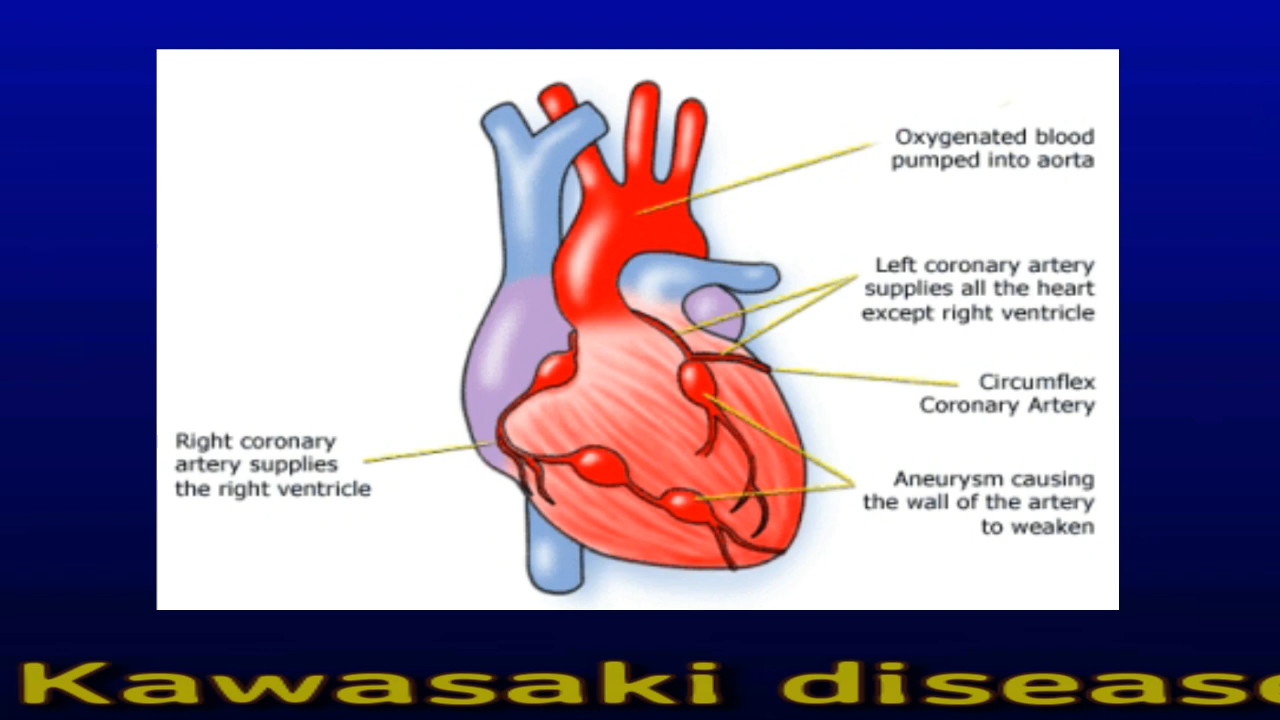 Oxygenated blood
pumped into aorta
Left coronary artery
supplies all the heart
except right ventricle
Circumflex
Coronary Artery
Right coronary
artery supplies
the right ventricle
Aneurysm causing
the wall of the artery
to weaken
Kawasaki disease